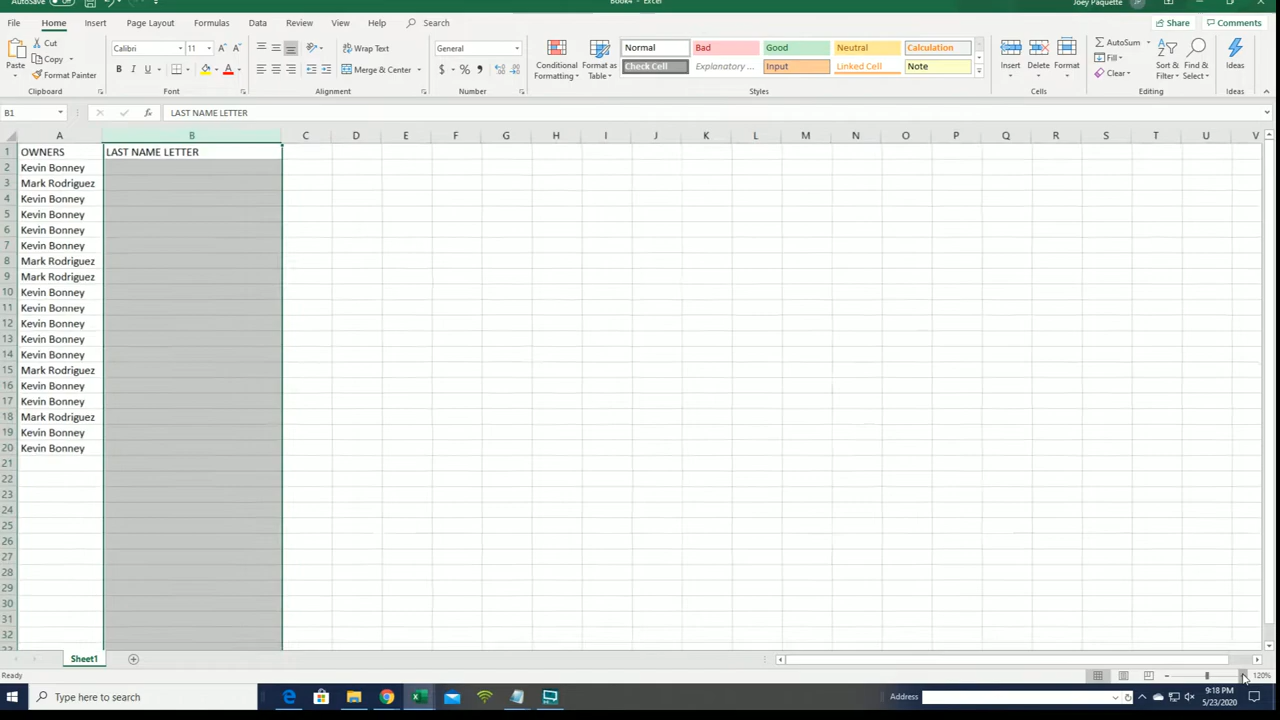 AutoSave Off Book4 - Excel Joey Paquette JP
File Home Insert Page Layout Formulas Data Review View Help Search Share Comments
Paste Cut Copy Format Painter Clipboard
Calibri 11 B I U A A A Font
Wrap Text Merge & Center Alignment
General $ % , Number
Conditional Formatting Format as Table
Normal Bad Good Neutral Calculation
Check Cell Explanatory ... Input Linked Cell Note
Styles
Insert Delete Format Cells
AutoSum Fill Clear Sort & Filter Find & Select Editing
Ideas Ideas
B1 fx LAST NAME LETTER
A B C D E F G H I J K L M N O P Q R S T U V
1 OWNERS LAST NAME LETTER
2 Kevin Bonney
3 Mark Rodriguez
4 Kevin Bonney
5 Kevin Bonney
6 Kevin Bonney
7 Kevin Bonney
8 Mark Rodriguez
9 Mark Rodriguez
10 Kevin Bonney
11 Kevin Bonney
12 Kevin Bonney
13 Kevin Bonney
14 Kevin Bonney
15 Mark Rodriguez
16 Kevin Bonney
17 Kevin Bonney
18 Mark Rodriguez
19 Kevin Bonney
20 Kevin Bonney
21
22
23
24
25
26
27
28
29
30
31
32
Sheet1
Ready 120%
Type here to search Address 9:18 PM
5/23/2020